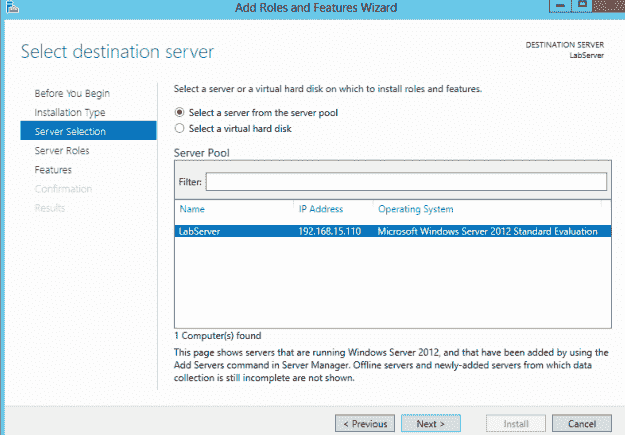 Add Roles and Features Wizard
Select destination server
DESTINATION SERVER
LabServer
Before You Begin
Installation Type
Server Selection
Server Roles
Features
Confirmation
Results
Select a server or a virtual hard disk on which to install roles and features.
Select a server from the server pool
Select a virtual hard disk
Server Pool
Filter:
Name IP Address Operating System
LabServer 192.168.15.110 Microsoft Windows Server 2012 Standard Evaluation
1 Computer(s) found
This page shows servers that are running Windows Server 2012, and that have been added by using the
Add Servers command in Server Manager. Offline servers and newly-added servers from which data
collection is still incomplete are not shown.
< Previous Next > Install Cancel